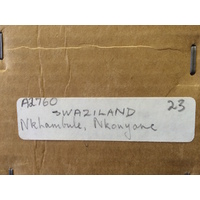 A2760 23
SWAZILAND
Nkhambule, Nkonyane